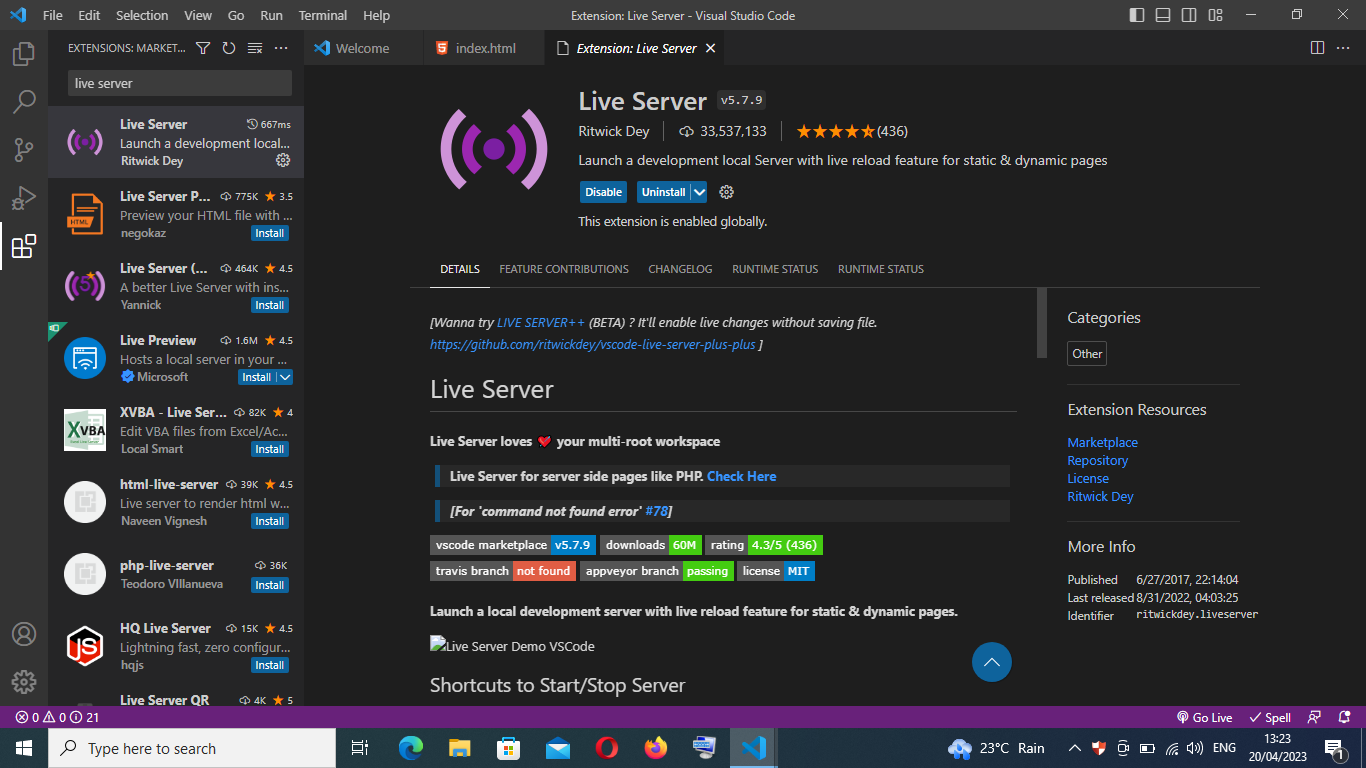 File Edit Selection View Go Run Terminal Help
Extension: Live Server - Visual Studio Code
EXTENSIONS: MARKET...
live server
Live Server 667ms
Launch a development local...
Ritwick Dey
Live Server P... 775K 3.5
Preview your HTML file with ...
negokaz Install
Live Server (... 464K 4.5
A better Live Server with ins...
Yannick Install
Live Preview 1.6M 4.5
Hosts a local server in your ...
Microsoft Install
XVBA - Live Ser... 82K 4
Edit VBA files from Excel/Ac...
Local Smart Install
html-live-server 39K 4.5
Live server to render html w...
Naveen Vignesh Install
php-live-server 36K
Teodoro VIllanueva Install
HQ Live Server 15K 4.5
Lightning fast, zero configur...
hqjs Install
Live Server QR 4K 5
HTML
5
XVBA
JS
Welcome
index.html
Extension: Live Server
Live Server v5.7.9
Ritwick Dey 33,537,133 (436)
Launch a development local Server with live reload feature for static & dynamic pages
Disable Uninstall
This extension is enabled globally.
DETAILS FEATURE CONTRIBUTIONS CHANGELOG RUNTIME STATUS RUNTIME STATUS
[Wanna try LIVE SERVER++ (BETA) ? It'll enable live changes without saving file.
https://github.com/ritwickdey/vscode-live-server-plus-plus ]
Live Server
Live Server loves your multi-root workspace
Live Server for server side pages like PHP. Check Here
[For 'command not found error' #78]
vscode marketplace v5.7.9 downloads 60M rating 4.3/5 (436)
travis branch not found appveyor branch passing license MIT
Launch a local development server with live reload feature for static & dynamic pages.
Live Server Demo VSCode
Shortcuts to Start/Stop Server
Categories
Other
Extension Resources
Marketplace
Repository
License
Ritwick Dey
More Info
Published 6/27/2017, 22:14:04
Last released 8/31/2022, 04:03:25
Identifier ritwickdey.liveserver
0 0 21
Go Live Spell
Type here to search
23°C Rain
ENG
13:23
20/04/2023
1